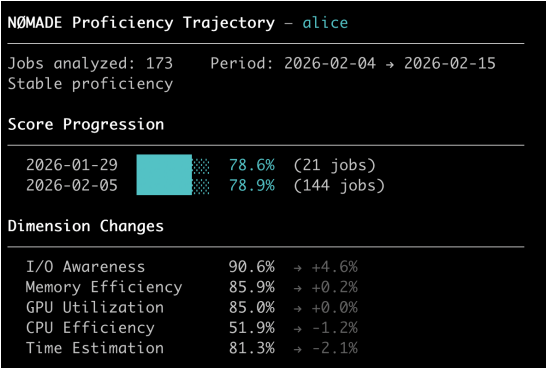 NØMADE Proficiency Trajectory — alice
Jobs analyzed: 173    Period: 2026-02-04 → 2026-02-15
Stable proficiency
Score Progression
2026-01-29 78.6% (21 jobs)
2026-02-05 78.9% (144 jobs)
Dimension Changes
I/O Awareness 90.6% → +4.6%
Memory Efficiency 85.9% → +0.2%
GPU Utilization 85.0% → +0.0%
CPU Efficiency 51.9% → -1.2%
Time Estimation 81.3% → -2.1%